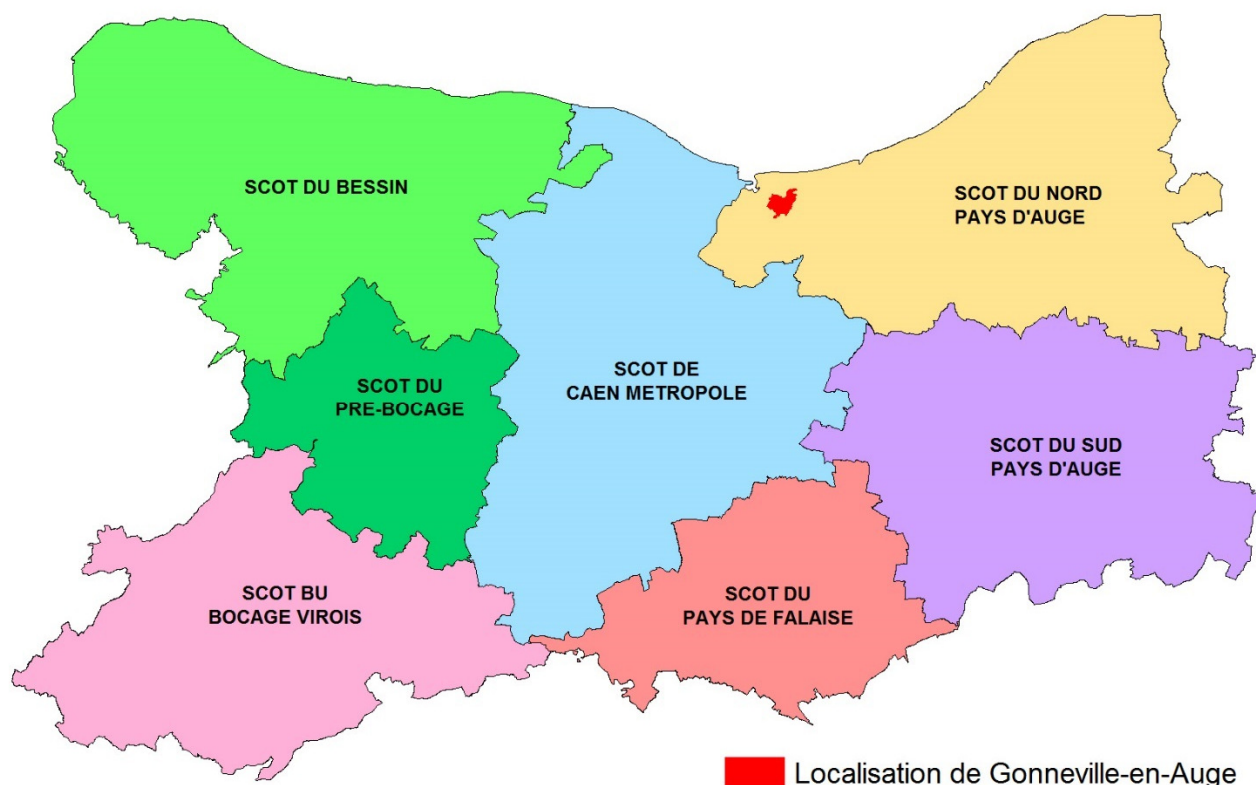 SCOT DU BESSIN
SCOT DU NORD
PAYS D'AUGE
SCOT DU
PRE-BOCAGE
SCOT DE
CAEN METROPOLE
SCOT DU SUD
PAYS D'AUGE
SCOT BU
BOCAGE VIROIS
SCOT DU
PAYS DE FALAISE
Localisation de Gonneville-en-Auge